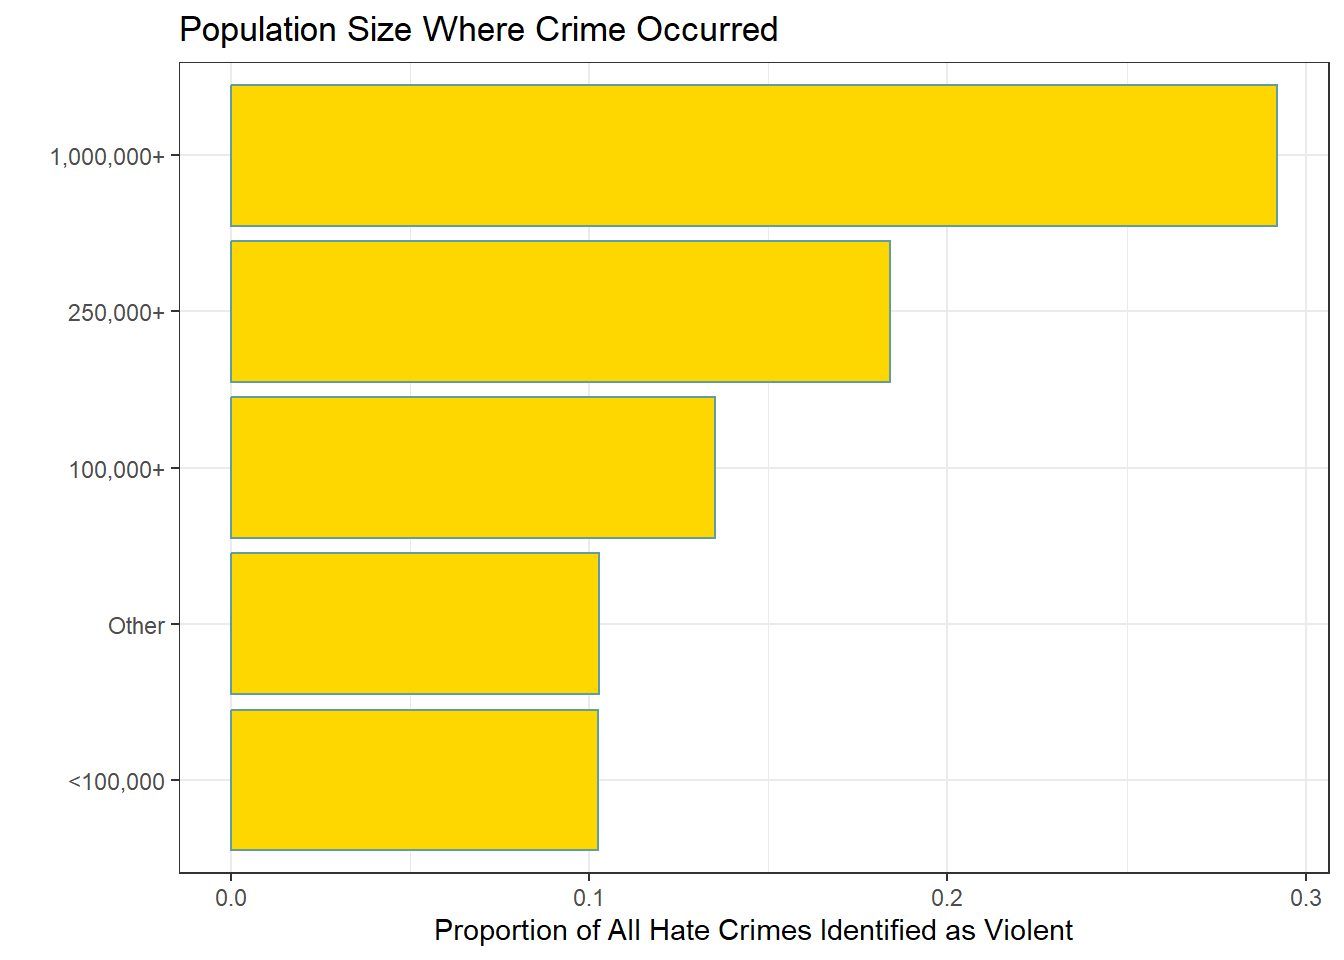 Population Size Where Crime Occurred
1,000,000+
250,000+
100,000+
Other
<100,000
0.0 0.1 0.2 0.3
Proportion of All Hate Crimes Identified as Violent